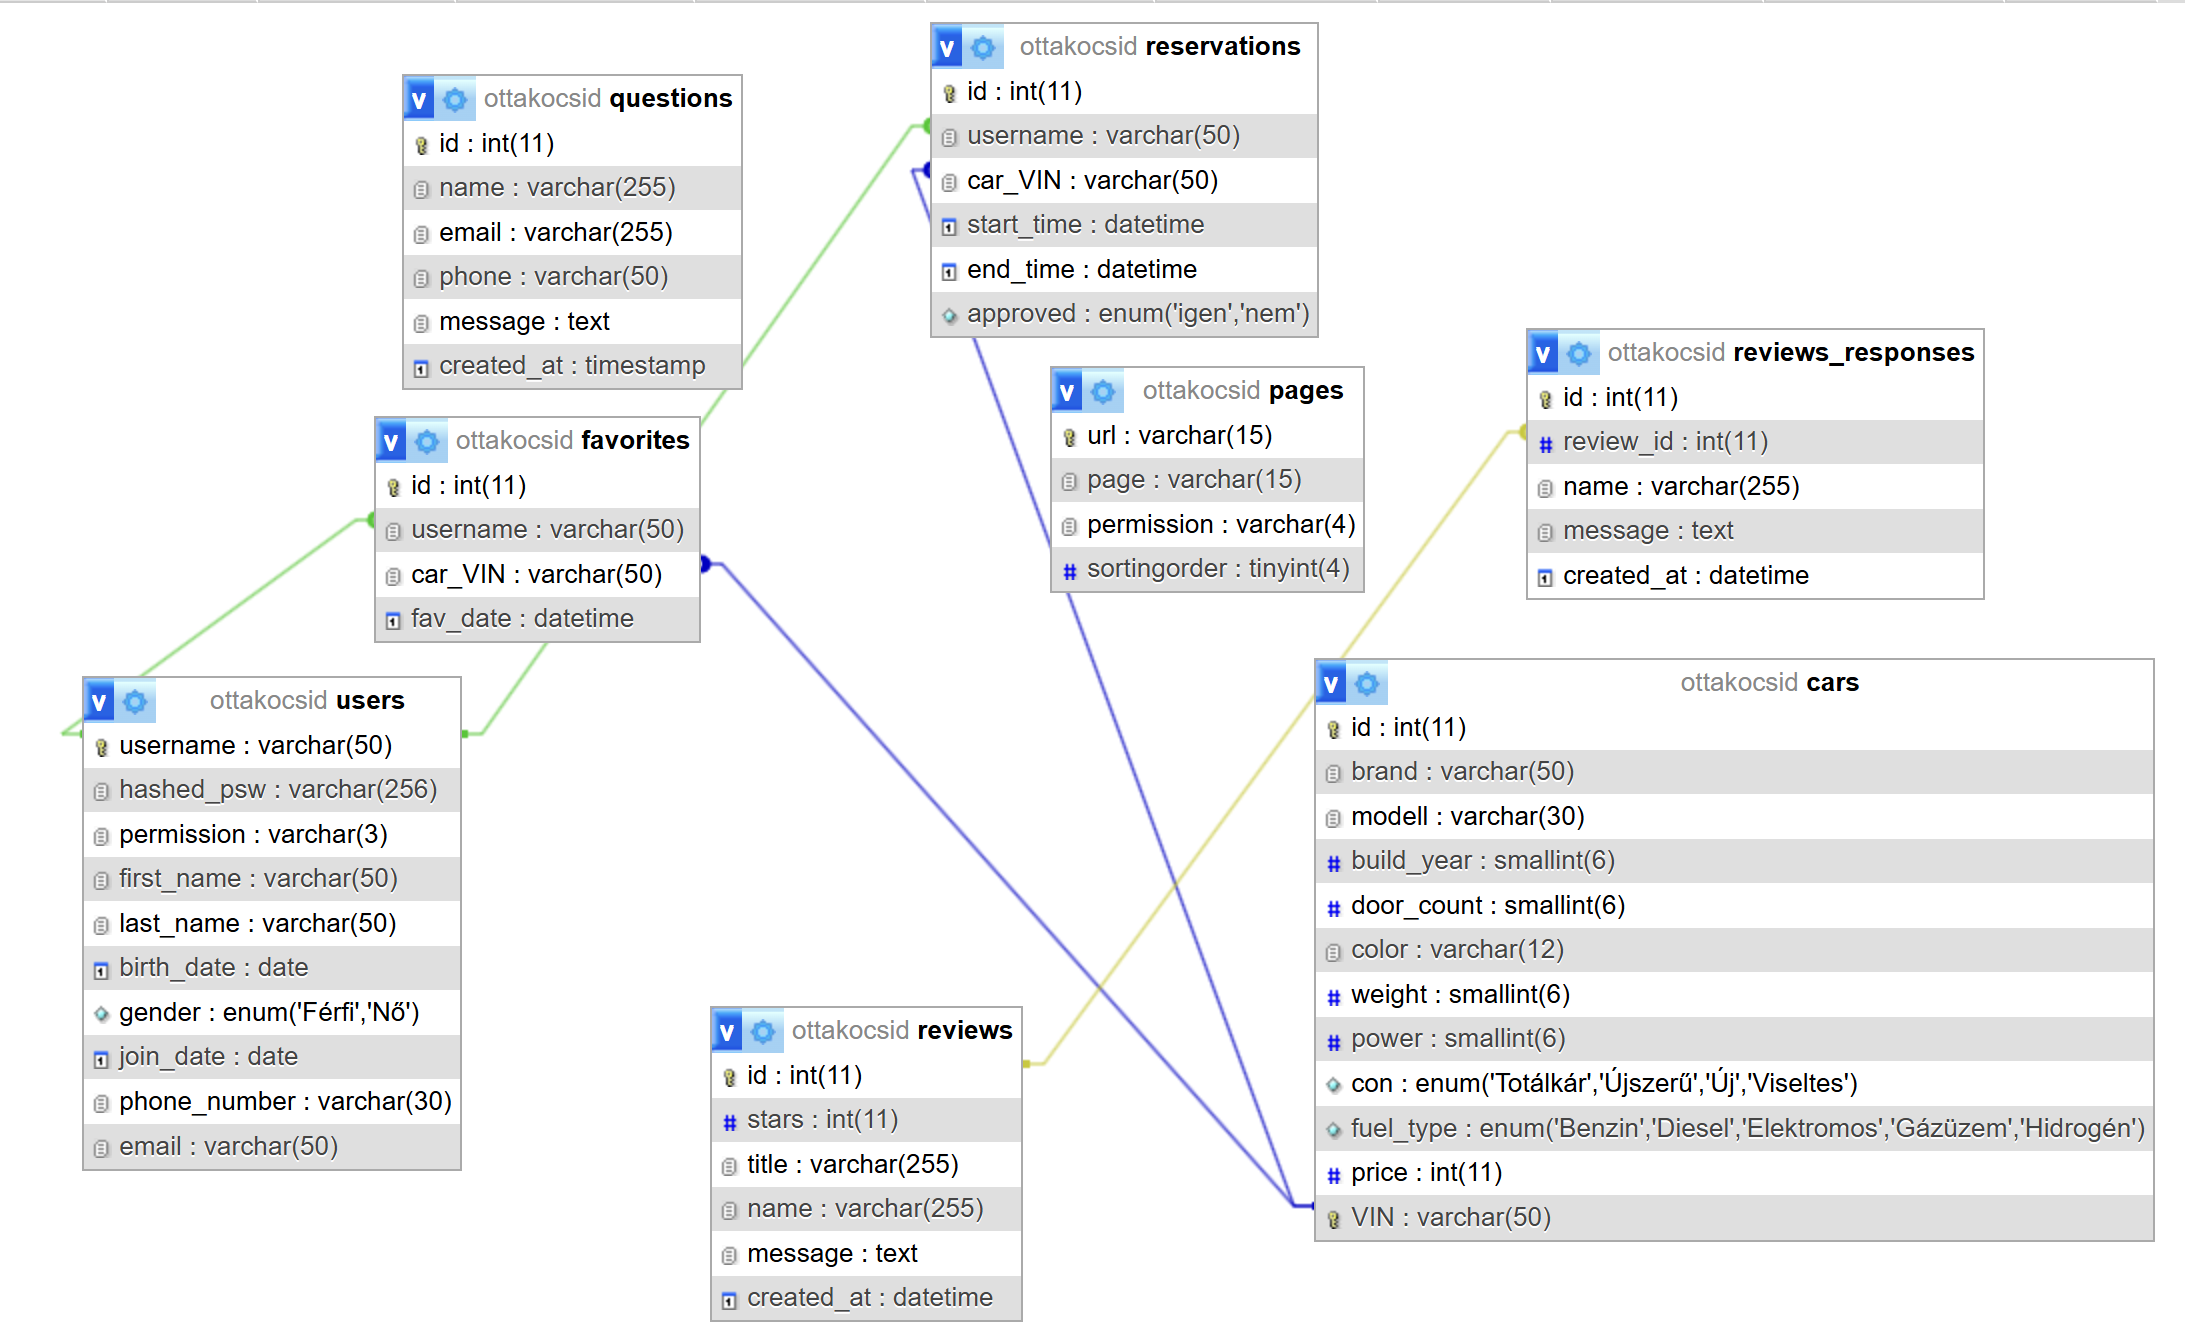 ottakocsid questions
id : int(11)
name : varchar(255)
email : varchar(255)
phone : varchar(50)
message : text
created_at : timestamp
ottakocsid reservations
id : int(11)
username : varchar(50)
car_VIN : varchar(50)
start_time : datetime
end_time : datetime
approved : enum('igen','nem')
ottakocsid favorites
id : int(11)
username : varchar(50)
car_VIN : varchar(50)
fav_date : datetime
ottakocsid pages
url : varchar(15)
page : varchar(15)
permission : varchar(4)
sortingorder : tinyint(4)
ottakocsid reviews_responses
id : int(11)
review_id : int(11)
name : varchar(255)
message : text
created_at : datetime
ottakocsid users
username : varchar(50)
hashed_psw : varchar(256)
permission : varchar(3)
first_name : varchar(50)
last_name : varchar(50)
birth_date : date
gender : enum('Férfi','Nő')
join_date : date
phone_number : varchar(30)
email : varchar(50)
ottakocsid reviews
id : int(11)
stars : int(11)
title : varchar(255)
name : varchar(255)
message : text
created_at : datetime
ottakocsid cars
id : int(11)
brand : varchar(50)
modell : varchar(30)
build_year : smallint(6)
door_count : smallint(6)
color : varchar(12)
weight : smallint(6)
power : smallint(6)
con : enum('Totálkár','Újszerű','Új','Viseltes')
fuel_type : enum('Benzin','Diesel','Elektromos','Gázüzem','Hidrogén')
price : int(11)
VIN : varchar(50)